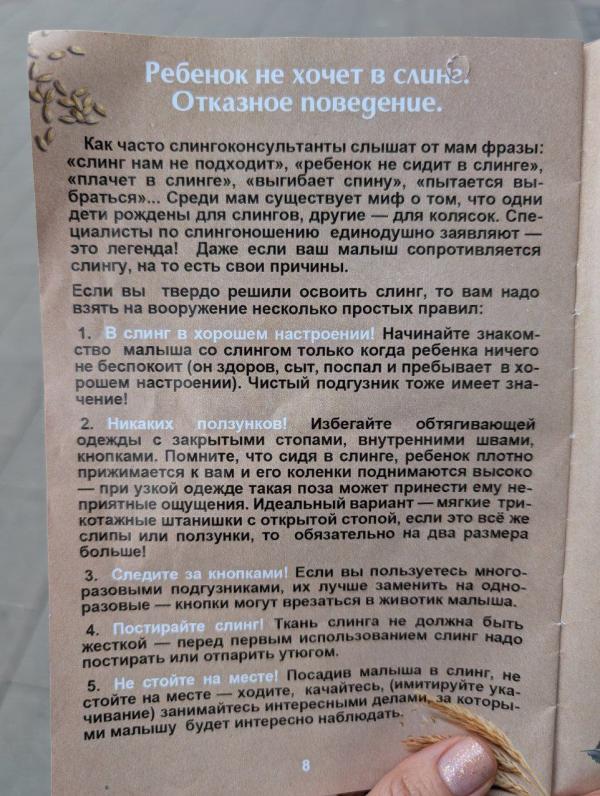 Ребенок не хочет в слинг.
Отказное поведение.
Как часто слингоконсультанты слышат от мам фразы:
«слинг нам не подходит», «ребенок не сидит в слинге»,
«плачет в слинге», «выгибает спину», «пытается вы-
браться»... Среди мам существует миф о том, что одни
дети рождены для слингов, другие — для колясок. Спе-
циалисты по слингоношению единодушно заявляют —
это легенда! Даже если ваш малыш сопротивляется
слингу, на то есть свои причины.
Если вы твердо решили освоить слинг, то вам надо
взять на вооружение несколько простых правил:
1. В слинг в хорошем настроении! Начинайте знаком-
ство малыша со слингом только когда ребенка ничего
не беспокоит (он здоров, сыт, поспал и пребывает в хо-
рошем настроении). Чистый подгузник тоже имеет зна-
чение!
2. Никаких ползунков! Избегайте обтягивающей
одежды с закрытыми стопами, внутренними швами,
кнопками. Помните, что сидя в слинге, ребенок плотно
прижимается к вам и его коленки поднимаются высоко
— при узкой одежде такая поза может принести ему не-
приятные ощущения. Идеальный вариант — мягкие три-
котажные штанишки с открытой стопой, если это всё же
слипы или ползунки, то обязательно на два размера
больше!
3. Следите за кнопками! Если вы пользуетесь много-
разовыми подгузниками, их лучше заменить на одно-
разовые — кнопки могут врезаться в животик малыша.
4. Постирайте слинг! Ткань слинга не должна быть
жесткой — перед первым использованием слинг надо
постирать или отпарить утюгом.
5. Не стойте на месте! Посадив малыша в слинг, не
стойте на месте — ходите, качайтесь, (имитируйте ука-
чивание) занимайтесь интересными делами, за которы-
ми малышу будет интересно наблюдать.
8